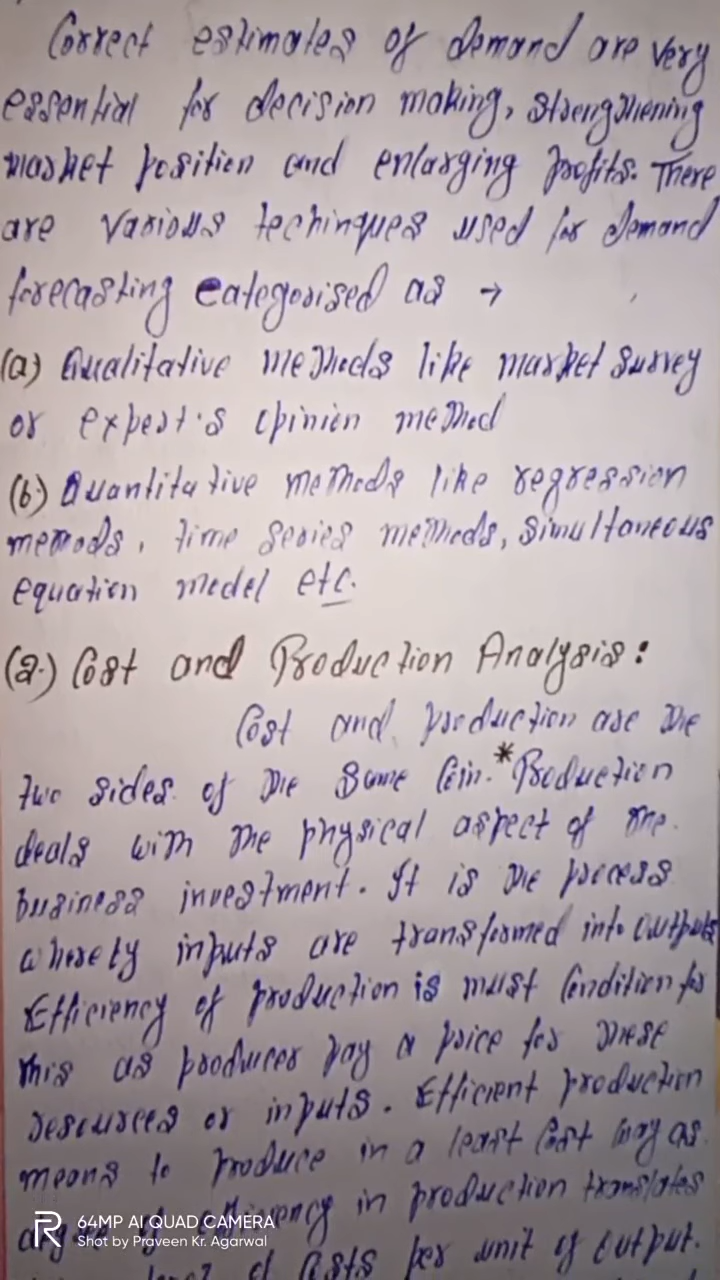 Correct estimates of demand are very
essential for decision making, strengthening
market position and enlarging profits. There
are various techinques used for demand
forecasting categorised as →
(a) Qualitative methods like market survey
or expert's opinion method
(b) Quantitative methods like regression
methods, time series methods, simultaneous
equation model etc.
(2.) Cost and Production Analysis:
Cost and production are the
two sides of the same Coin.* Production
deals with the physical aspect of the
business investment. It is the process
whereby inputs are transformed into outputs
Efficiency of production is must Condition for
this as producer pay a price for these
resources or inputs. Efficient production
means to produce in a least Cost way as
efficiency in production translates
of Costs per unit of output.
64MP AI QUAD CAMERA
Shot by Praveen Kr. Agarwal